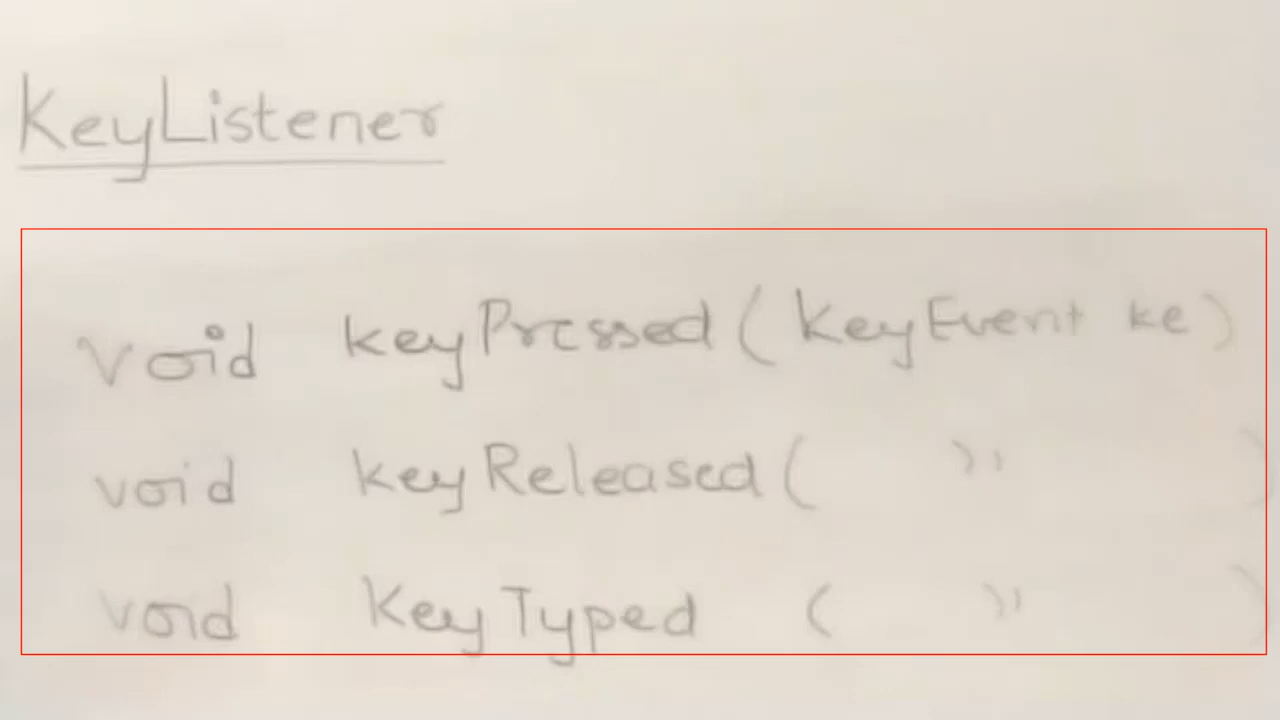 KeyListener
void keyPressed ( KeyEvent ke )
void keyReleased ( " )
void KeyTyped ( " )